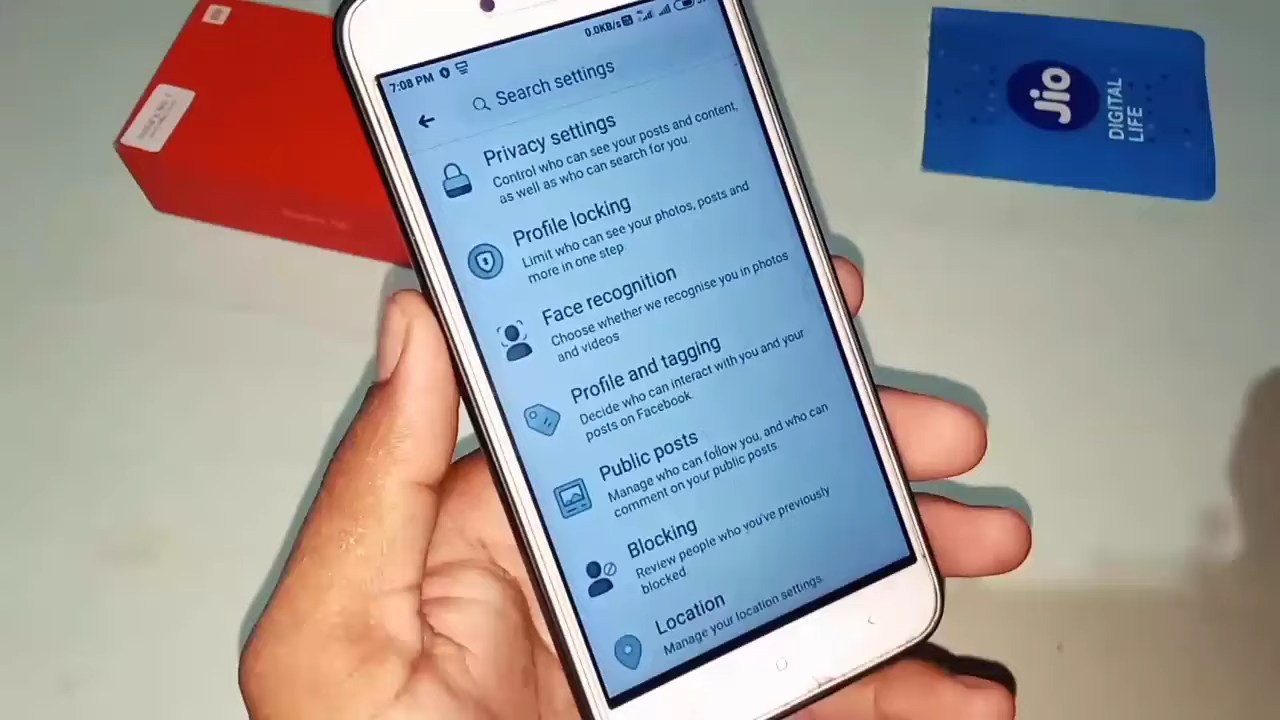 7:08 PM
0.0KB/s
Search settings
Privacy settings
Control who can see your posts and content,
as well as who can search for you.
Profile locking
Limit who can see your photos, posts and
more in one step.
Face recognition
Choose whether we recognise you in photos
and videos
Profile and tagging
Decide who can interact with you and your
posts on Facebook.
Public posts
Manage who can follow you, and who can
comment on your public posts.
Blocking
Review people who you've previously
blocked.
Location
Manage your location settings.
Jio
DIGITAL
LIFE